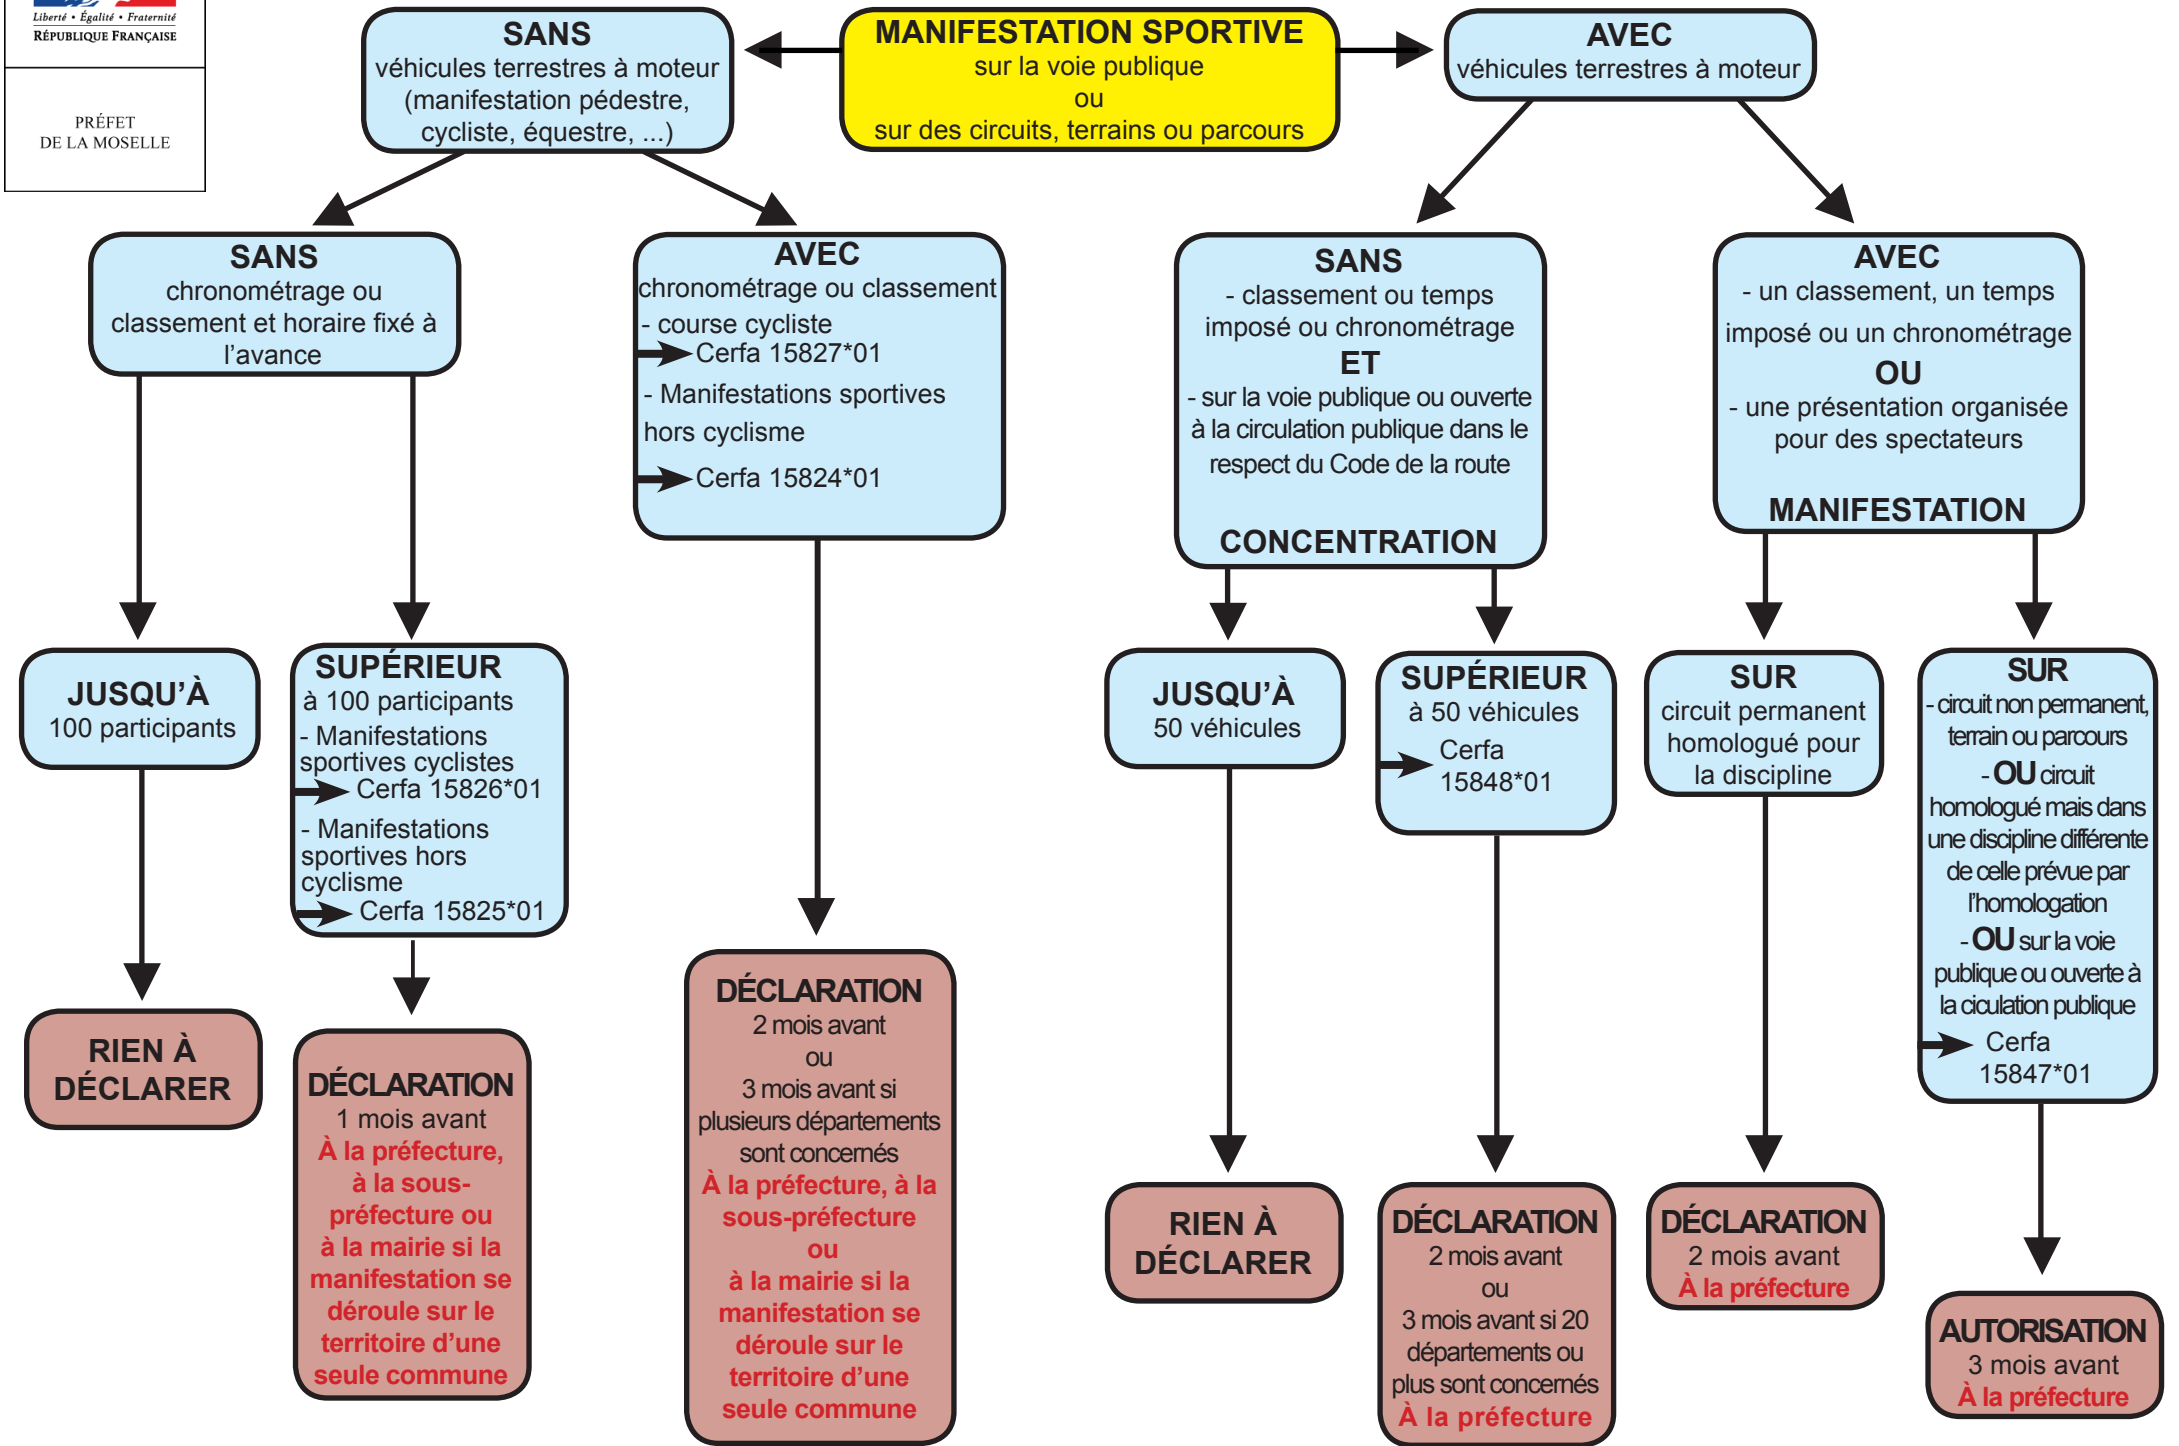 Liberté • Égalité • Fraternité
RÉPUBLIQUE FRANÇAISE
PRÉFET
DE LA MOSELLE
SANS
véhicules terrestres à moteur
(manifestation pédestre,
cycliste, équestre, ...)
MANIFESTATION SPORTIVE
sur la voie publique
ou
sur des circuits, terrains ou parcours
AVEC
véhicules terrestres à moteur
SANS
chronométrage ou
classement et horaire fixé à
l’avance
AVEC
chronométrage ou classement
- course cycliste
Cerfa 15827*01
- Manifestations sportives
hors cyclisme
Cerfa 15824*01
SANS
- classement ou temps
imposé ou chronométrage
ET
- sur la voie publique ou ouverte
à la circulation publique dans le
respect du Code de la route
CONCENTRATION
AVEC
- un classement, un temps
imposé ou un chronométrage
OU
- une présentation organisée
pour des spectateurs
MANIFESTATION
JUSQU’À
100 participants
SUPÉRIEUR
à 100 participants
- Manifestations
sportives cyclistes
Cerfa 15826*01
- Manifestations
sportives hors
cyclisme
Cerfa 15825*01
JUSQU’À
50 véhicules
SUPÉRIEUR
à 50 véhicules
Cerfa
15848*01
SUR
circuit permanent
homologué pour
la discipline
SUR
- circuit non permanent,
terrain ou parcours
- OU circuit
homologué mais dans
une discipline différente
de celle prévue par
l’homologation
- OU sur la voie
publique ou ouverte à
la ciculation publique
Cerfa
15847*01
RIEN À
DÉCLARER
DÉCLARATION
1 mois avant
À la préfecture,
à la sous-
préfecture ou
à la mairie si la
manifestation se
déroule sur le
territoire d’une
seule commune
DÉCLARATION
2 mois avant
ou
3 mois avant si
plusieurs départements
sont concernés
À la préfecture, à la
sous-préfecture
ou
à la mairie si la
manifestation se
déroule sur le
territoire d’une
seule commune
RIEN À
DÉCLARER
DÉCLARATION
2 mois avant
ou
3 mois avant si 20
départements ou
plus sont concernés
À la préfecture
DÉCLARATION
2 mois avant
À la préfecture
AUTORISATION
3 mois avant
À la préfecture